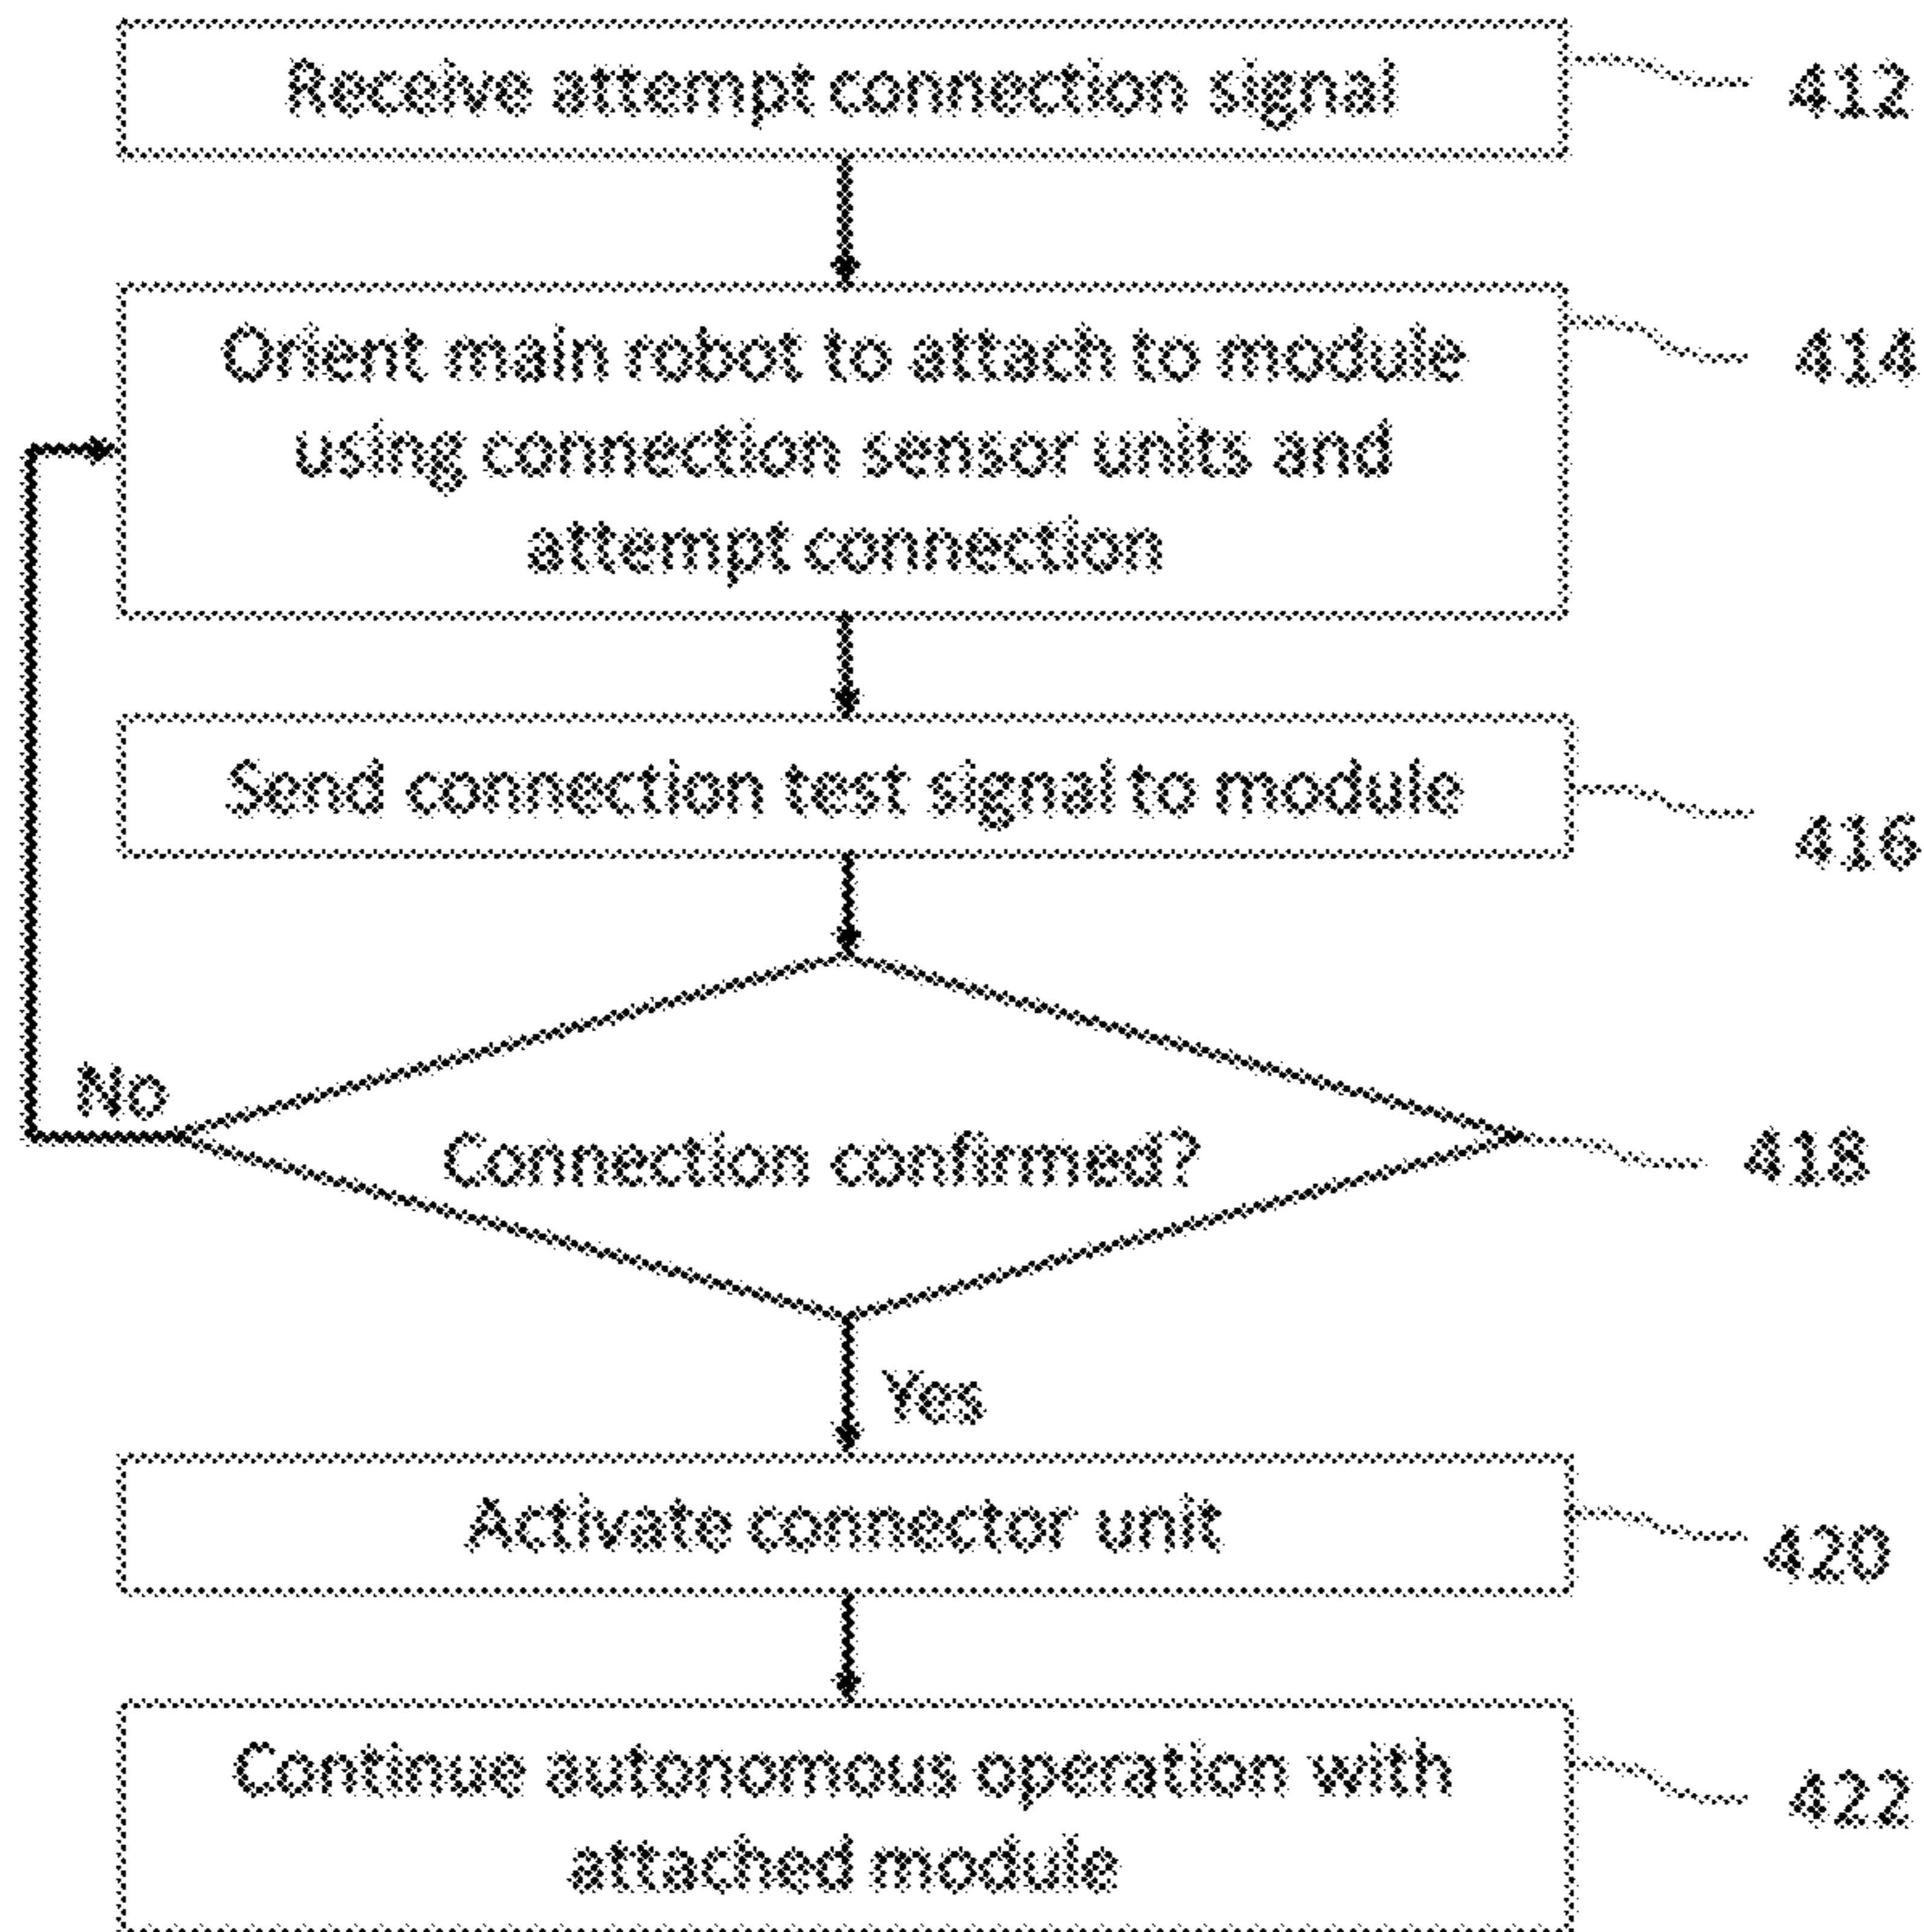 Receive attempt connection signal
412
Orient main robot to attach to module
using connection sensor units and
attempt connection
414
Send connection test signal to module
416
No
Connection confirmed?
418
Yes
Activate connector unit
420
Continue autonomous operation with
attached module
422